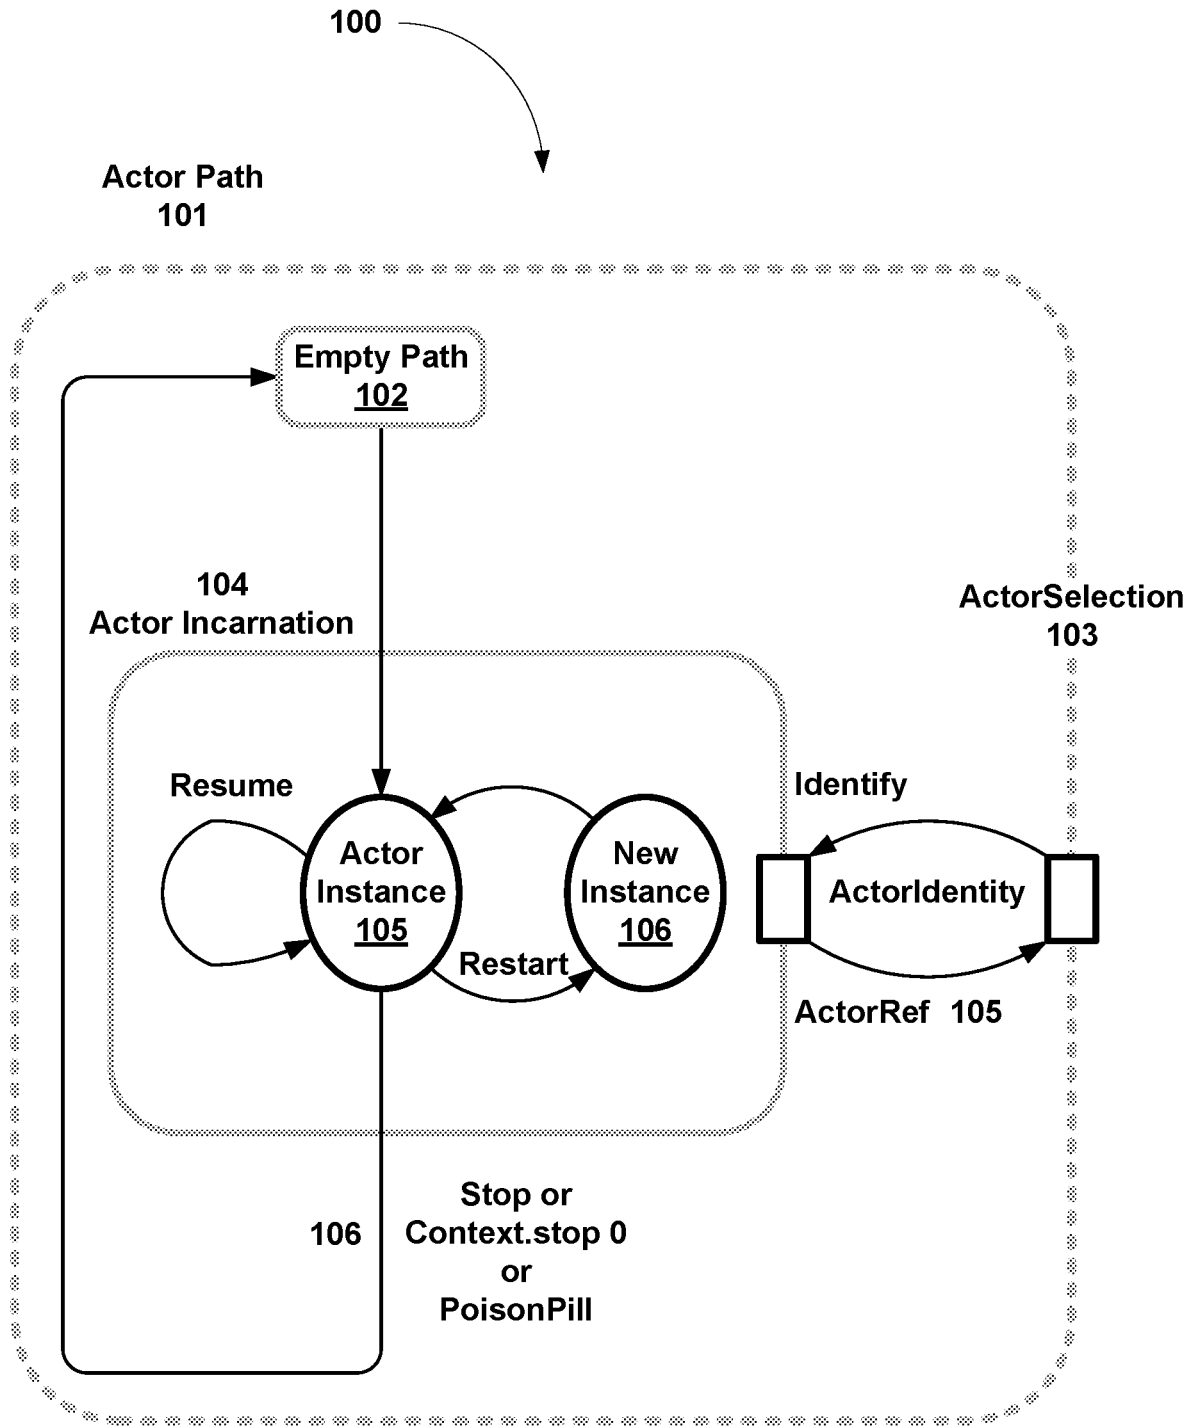 100
Actor Path
101
Empty Path
102
104
Actor Incarnation
ActorSelection
103
Resume
Identify
Actor
Instance
105
New
Instance
106
ActorIdentity
Restart
ActorRef 105
106
Stop or
Context.stop 0
or
PoisonPill